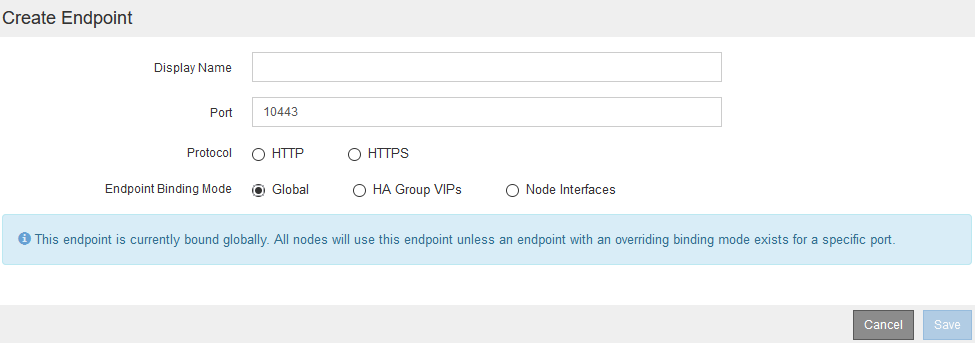 Create Endpoint
Display Name
Port 10443
Protocol HTTP HTTPS
Endpoint Binding Mode Global HA Group VIPs Node Interfaces
This endpoint is currently bound globally. All nodes will use this endpoint unless an endpoint with an overriding binding mode exists for a specific port.
Cancel Save